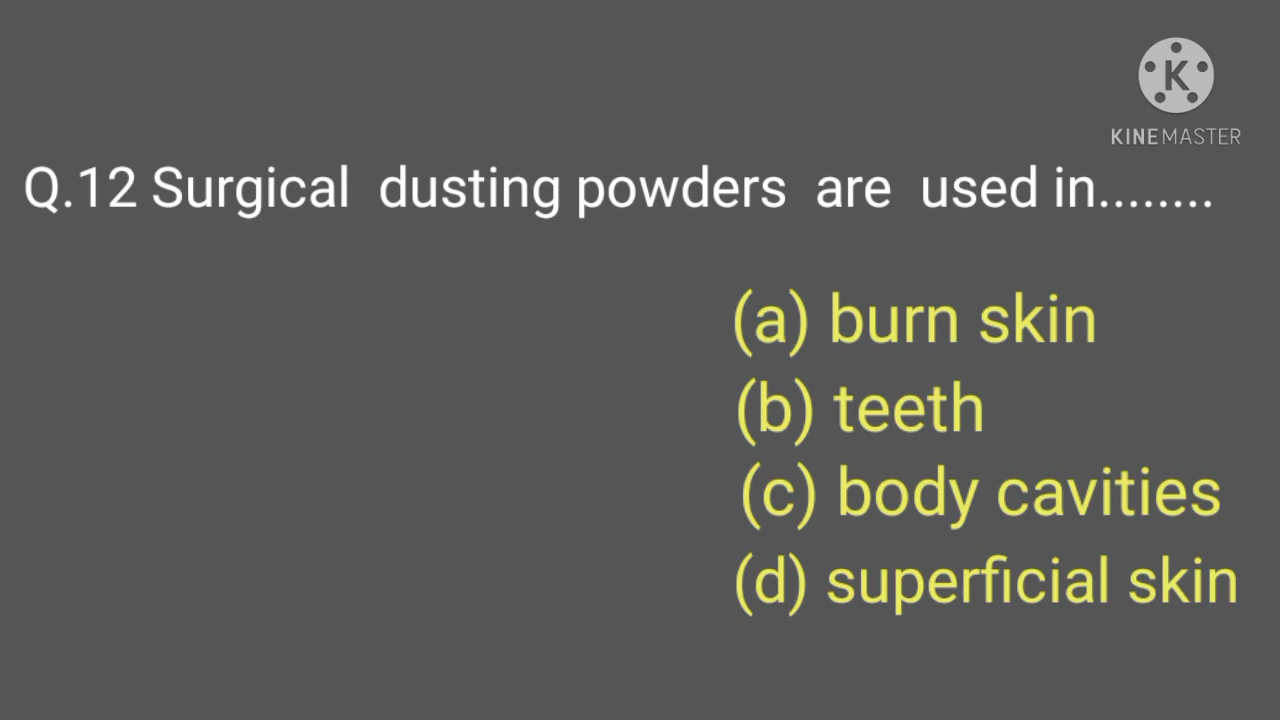 K
KINEMASTER
Q.12 Surgical dusting powders are used in........
(a) burn skin
(b) teeth
(c) body cavities
(d) superficial skin